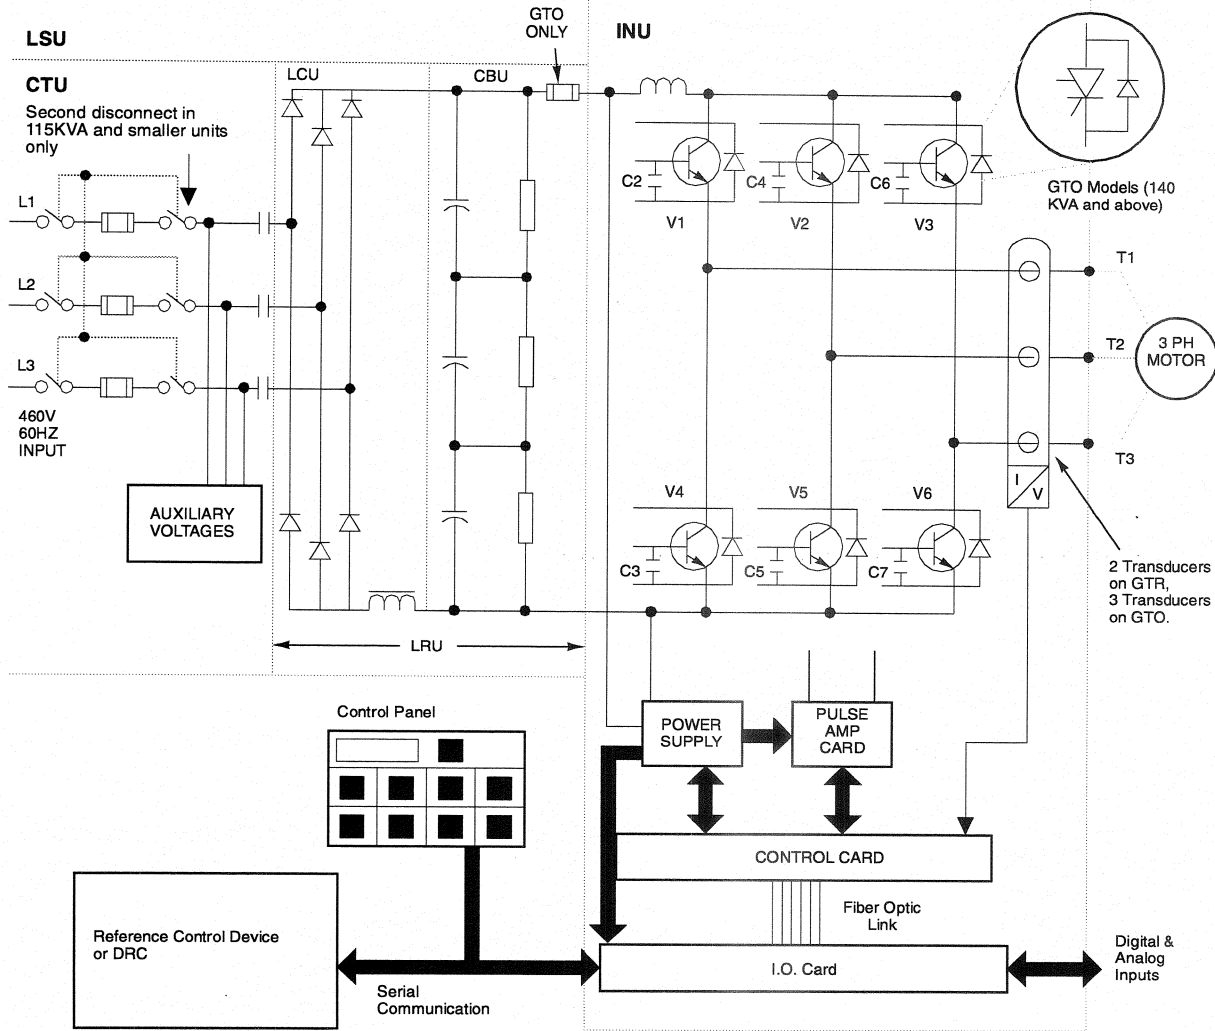 LSU
GTO
ONLY
INU
CTU
LCU
CBU
Second disconnect in
115KVA and smaller units
only
L1
L2
L3
460V
60HZ
INPUT
AUXILIARY
VOLTAGES
LRU
C2
C4
C6
V1
V2
V3
GTO Models (140
KVA and above)
T1
T2
T3
3 PH
MOTOR
V4
V5
V6
C3
C5
C7
I
V
2 Transducers
on GTR,
3 Transducers
on GTO.
Control Panel
POWER
SUPPLY
PULSE
AMP
CARD
CONTROL CARD
Fiber Optic
Link
Reference Control Device
or DRC
Serial
Communication
I.O. Card
Digital &
Analog
Inputs